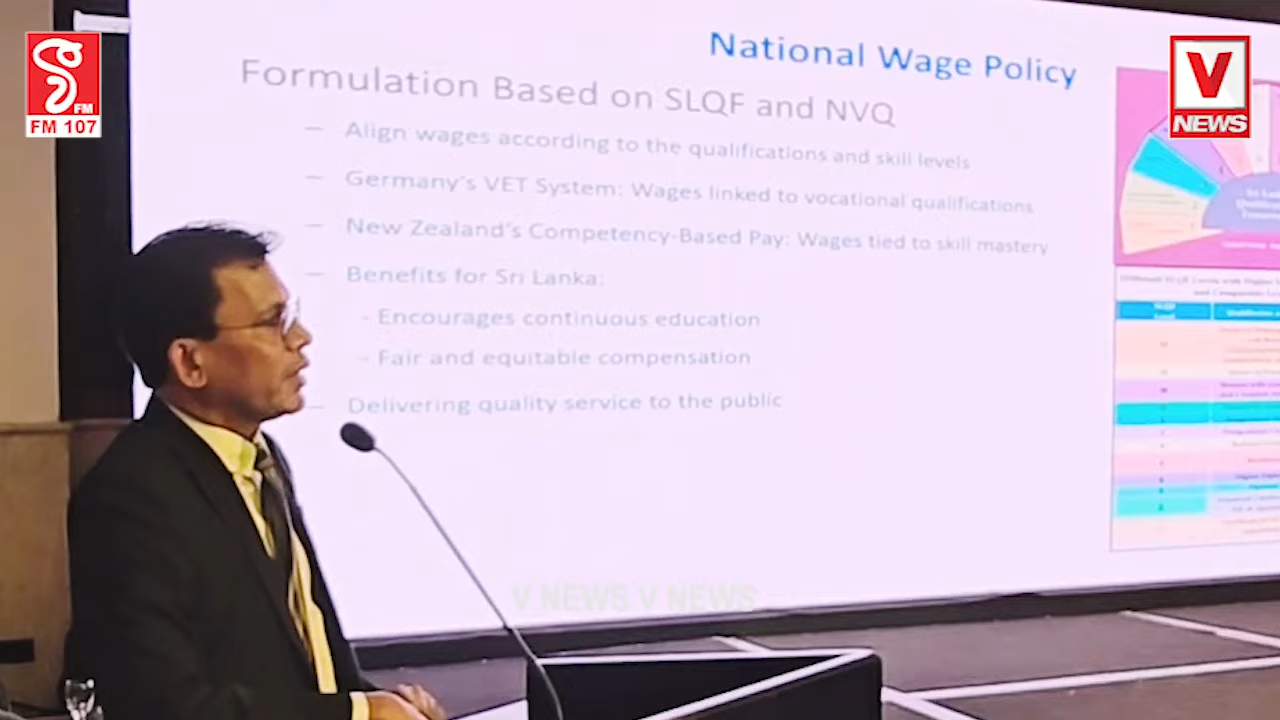 FM
FM 107
V
NEWS
National Wage Policy
Formulation Based on SLQF and NVQ
– Align wages according to the qualifications and skill levels
– Germany's VET System: Wages linked to vocational qualifications
– New Zealand's Competency-Based Pay: Wages tied to skill mastery
– Benefits for Sri Lanka:
- Encourages continuous education
- Fair and equitable compensation
– Delivering quality service to the public
V NEWS V NEWS